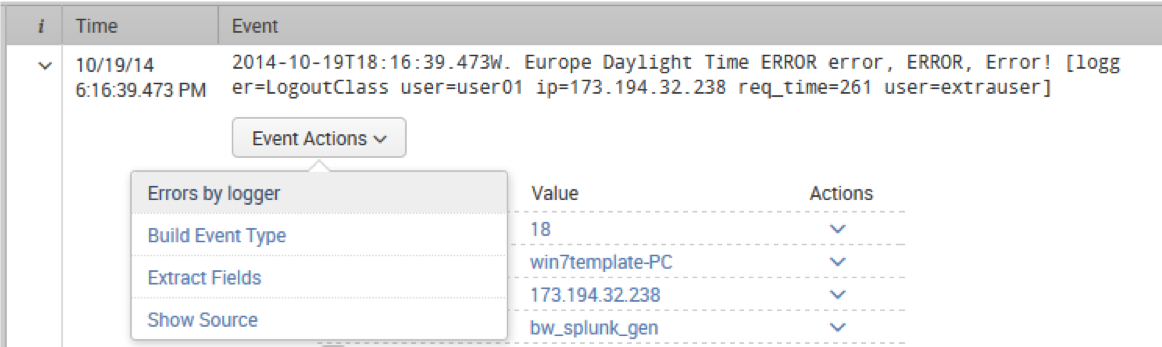 i Time Event
10/19/14 2014-10-19T18:16:39.473W. Europe Daylight Time ERROR error, ERROR, Error! [logg
6:16:39.473 PM er=LogoutClass user=user01 ip=173.194.32.238 req_time=261 user=extrauser]
Event Actions
Errors by logger Value Actions
Build Event Type 18
win7template-PC
Extract Fields 173.194.32.238
Show Source bw_splunk_gen